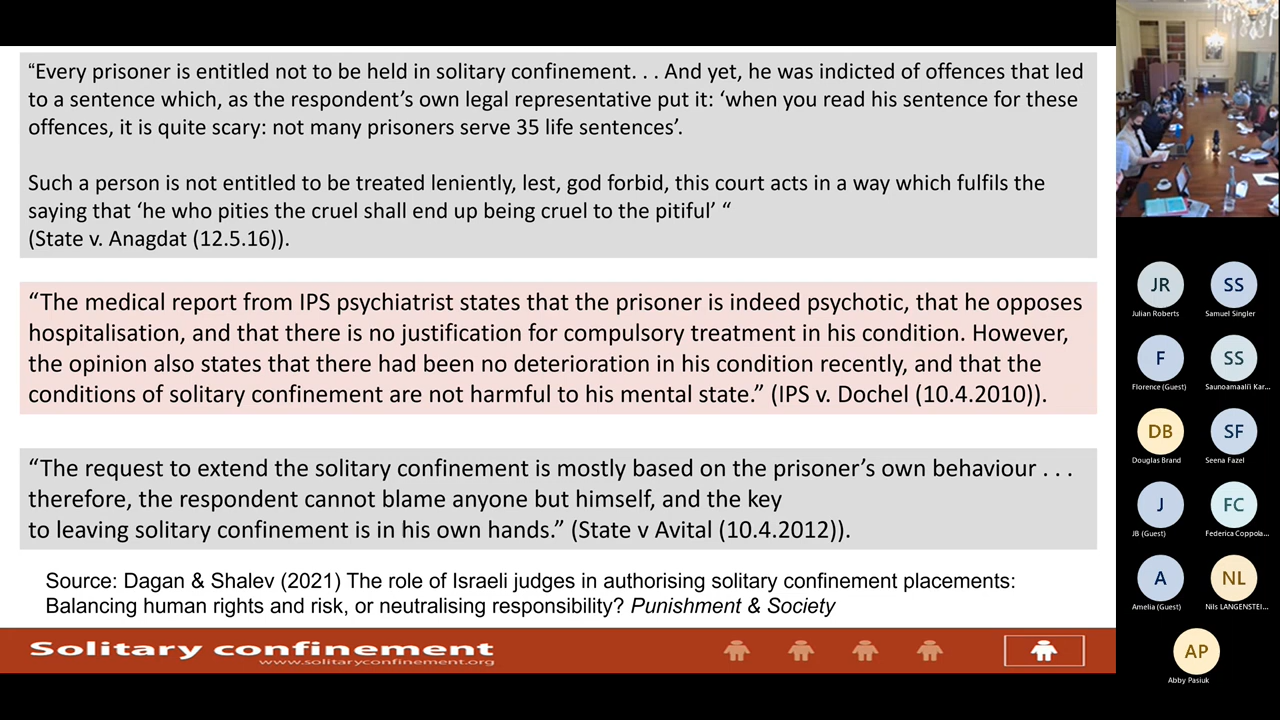 “Every prisoner is entitled not to be held in solitary confinement. . . And yet, he was indicted of offences that led
to a sentence which, as the respondent’s own legal representative put it: ‘when you read his sentence for these
offences, it is quite scary: not many prisoners serve 35 life sentences’.
Such a person is not entitled to be treated leniently, lest, god forbid, this court acts in a way which fulfils the
saying that ‘he who pities the cruel shall end up being cruel to the pitiful’ “
(State v. Anagdat (12.5.16)).
“The medical report from IPS psychiatrist states that the prisoner is indeed psychotic, that he opposes
hospitalisation, and that there is no justification for compulsory treatment in his condition. However,
the opinion also states that there had been no deterioration in his condition recently, and that the
conditions of solitary confinement are not harmful to his mental state.” (IPS v. Dochel (10.4.2010)).
“The request to extend the solitary confinement is mostly based on the prisoner’s own behaviour . . .
therefore, the respondent cannot blame anyone but himself, and the key
to leaving solitary confinement is in his own hands.” (State v Avital (10.4.2012)).
Source: Dagan & Shalev (2021) The role of Israeli judges in authorising solitary confinement placements:
Balancing human rights and risk, or neutralising responsibility? Punishment & Society
Solitary confinement
www.solitaryconfinement.org
JR
Julian Roberts
SS
Samuel Singler
F
Florence (Guest)
SS
Saunoamaali'i Kar...
DB
Douglas Brand
SF
Seena Fazel
J
JB (Guest)
FC
Federica Coppola...
A
Amelia (Guest)
NL
Nils LANGENSTEI...
AP
Abby Pasiuk